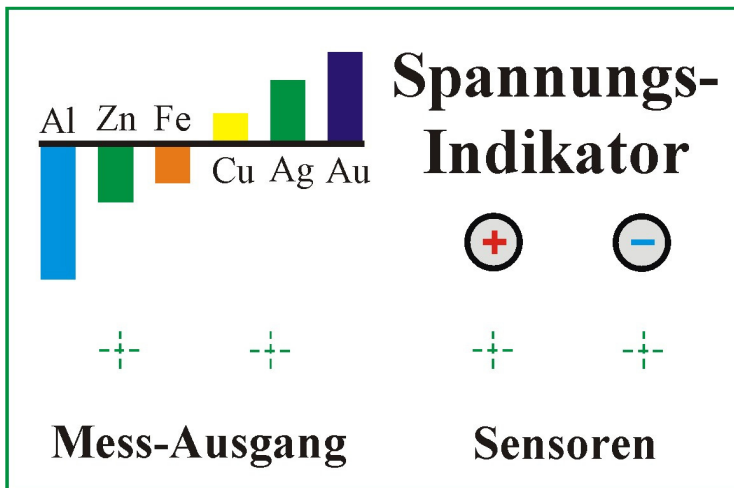 Al Zn Fe
Cu Ag Au
Spannungs-
Indikator
+ −
Mess-Ausgang
Sensoren